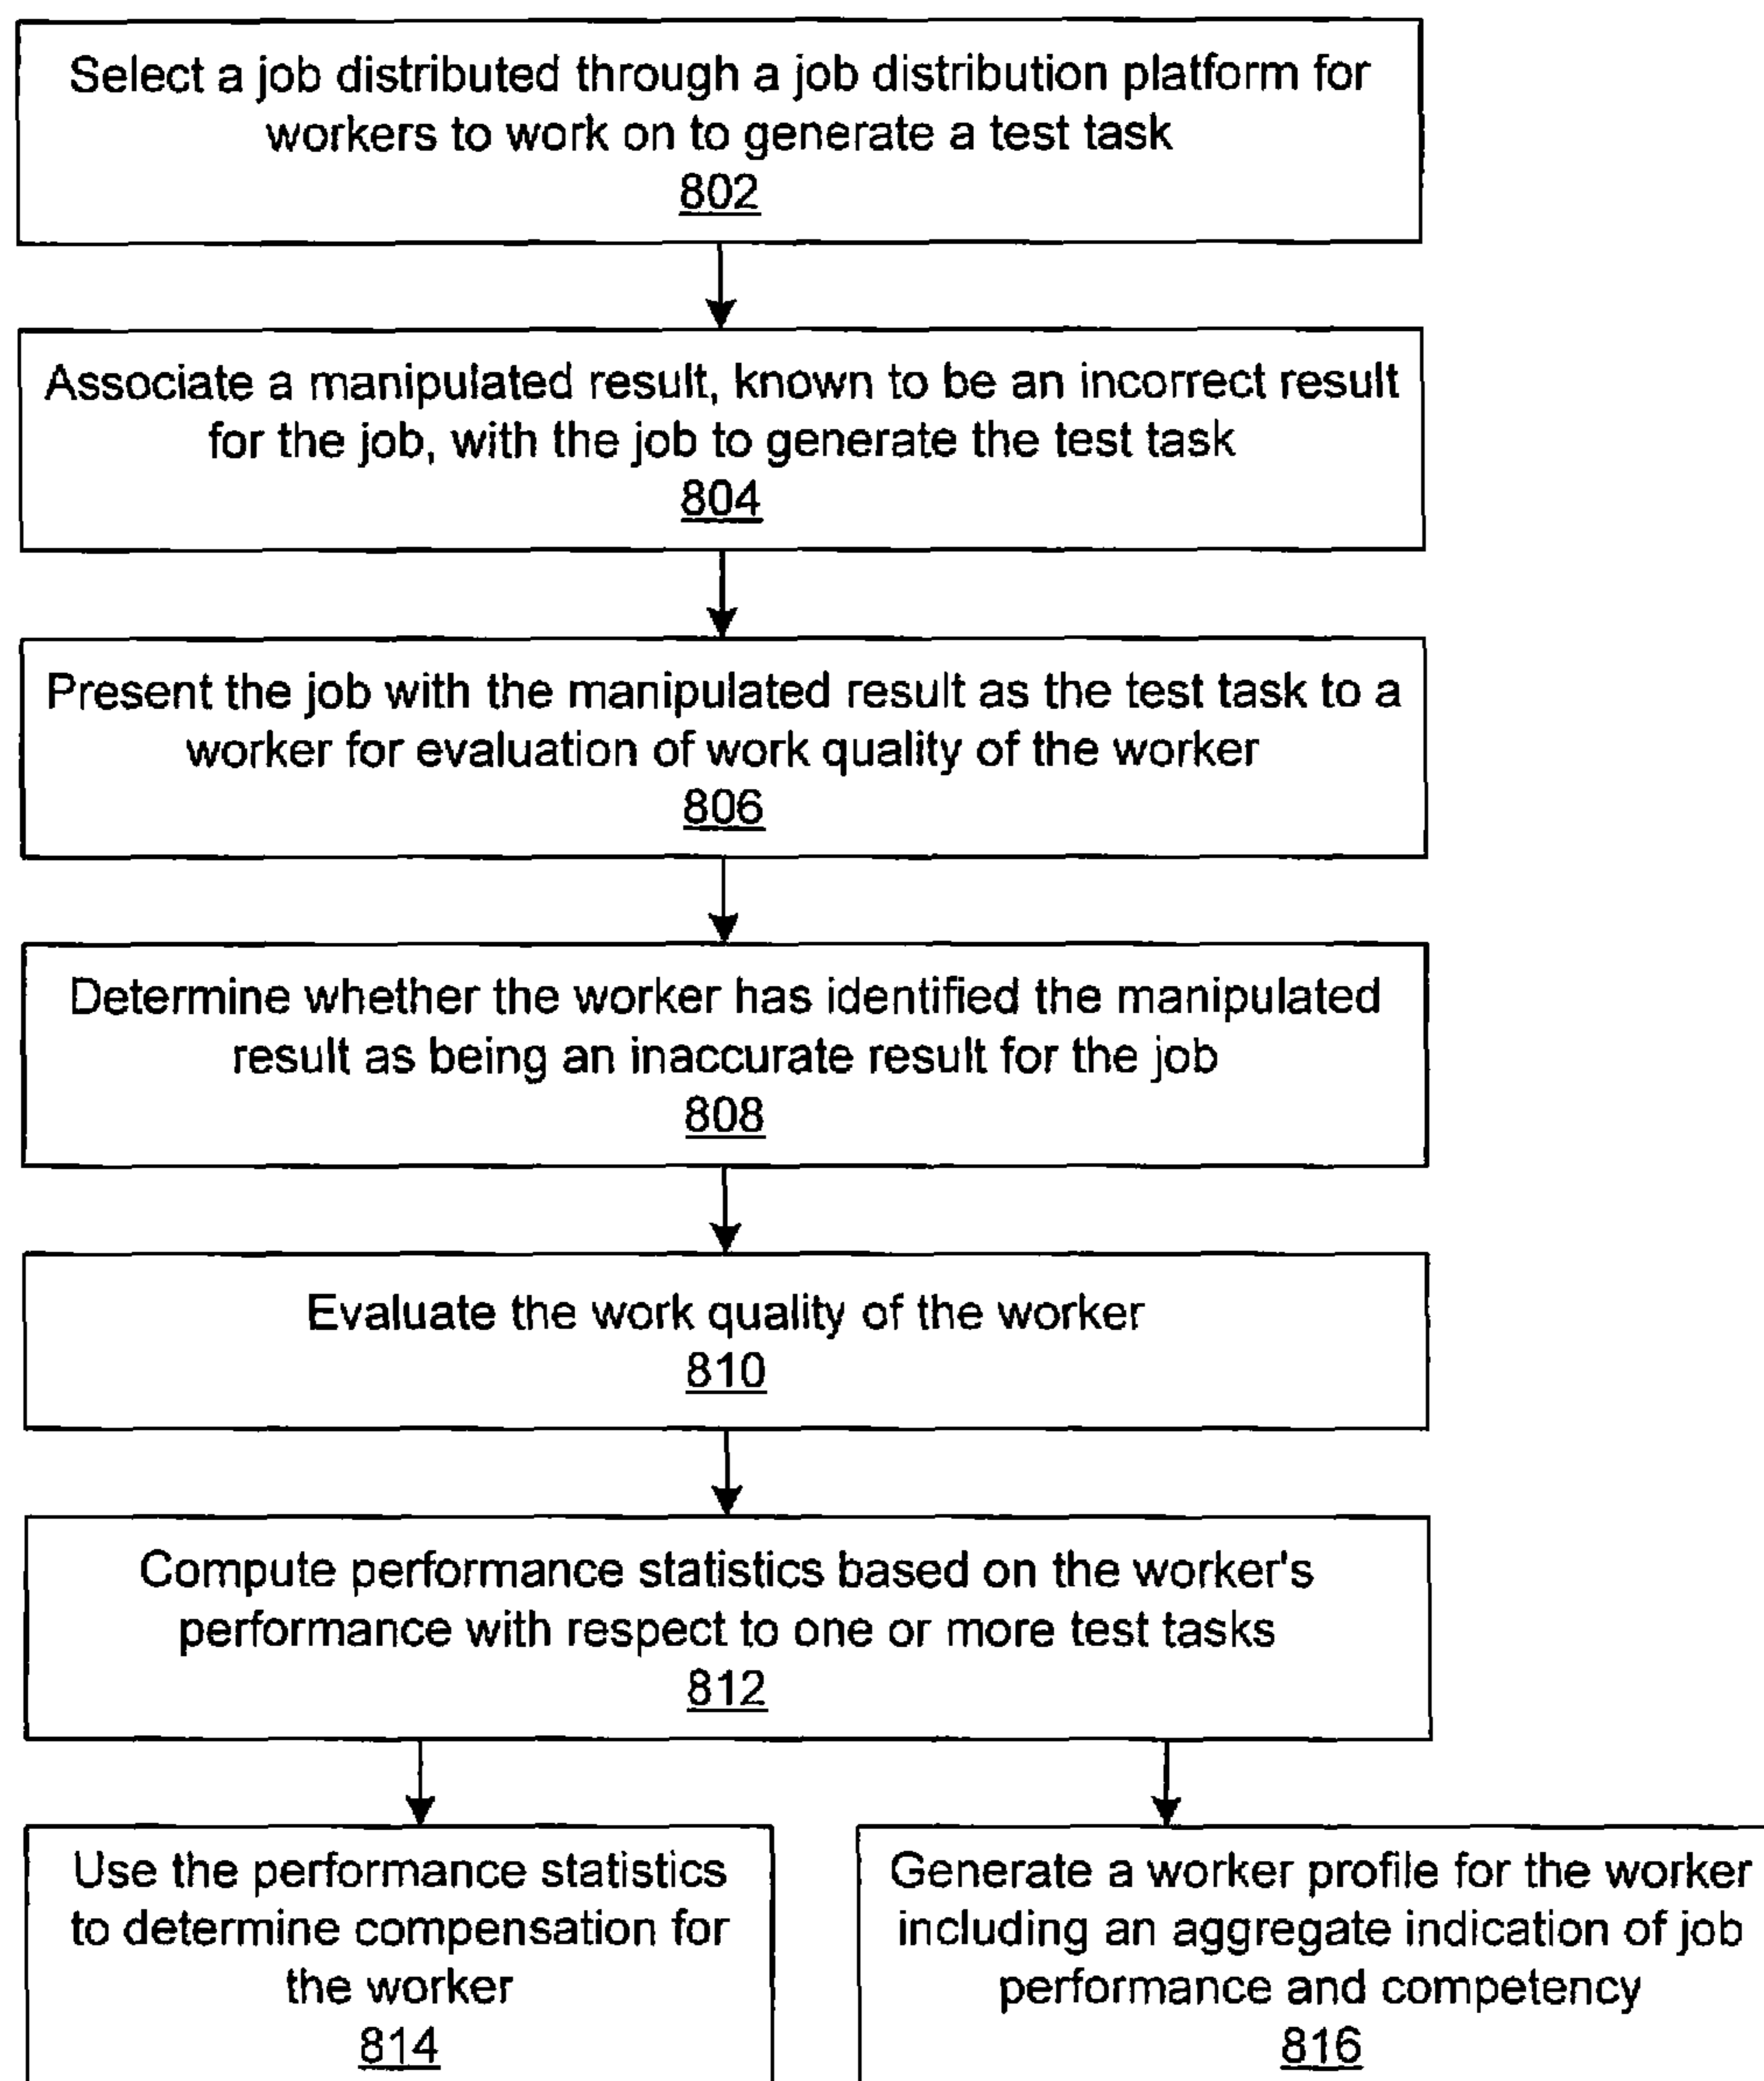 Select a job distributed through a job distribution platform for
workers to work on to generate a test task
802
Associate a manipulated result, known to be an incorrect result
for the job, with the job to generate the test task
804
Present the job with the manipulated result as the test task to a
worker for evaluation of work quality of the worker
806
Determine whether the worker has identified the manipulated
result as being an inaccurate result for the job
808
Evaluate the work quality of the worker
810
Compute performance statistics based on the worker's
performance with respect to one or more test tasks
812
Use the performance statistics
to determine compensation for
the worker
814
Generate a worker profile for the worker
including an aggregate indication of job
performance and competency
816